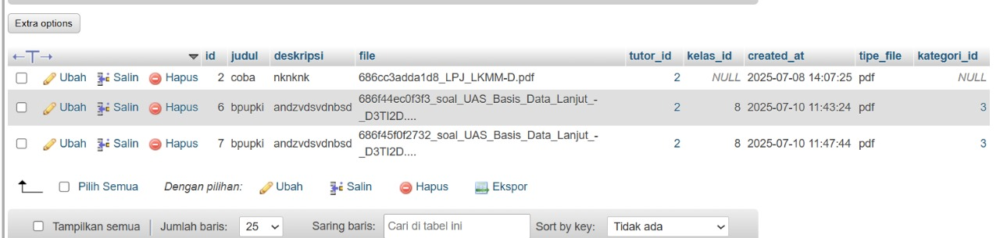 Extra options
←T→ id judul deskripsi file tutor_id kelas_id created_at tipe_file kategori_id
Ubah Salin Hapus 2 coba nknknk 686cc3adda1d8_LPJ_LKMM-D.pdf 2 NULL 2025-07-08 14:07:25 pdf NULL
Ubah Salin Hapus 6 bpupki andzvdsvdnbsd 686f44ec0f3f3_soal_UAS_Basis_Data_Lanjut_-
_D3TI2D.... 2 8 2025-07-10 11:43:24 pdf 3
Ubah Salin Hapus 7 bpupki andzvdsvdnbsd 686f45f0f2732_soal_UAS_Basis_Data_Lanjut_-
_D3TI2D.... 2 8 2025-07-10 11:47:44 pdf 3
Pilih Semua Dengan pilihan: Ubah Salin Hapus Ekspor
Tampilkan semua Jumlah baris: 25 Saring baris: Cari di tabel ini Sort by key: Tidak ada